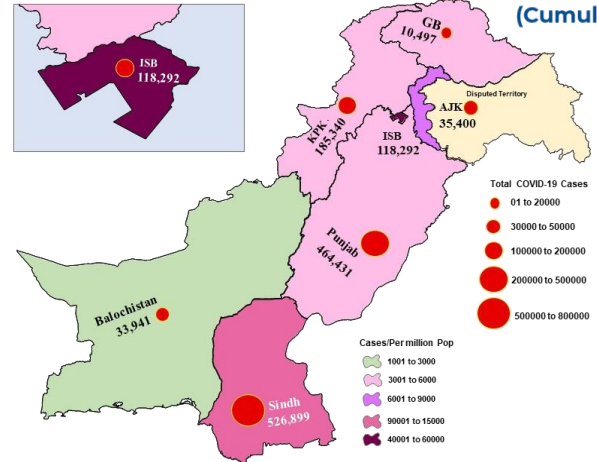 (Cumul
GB
10,497
ISB
118,292
Disputed Territory
AJK
35,400
KPK
185,340
ISB
118,292
Total COVID-19 Cases
01 to 20000
30000 to 50000
100000 to 200000
200000 to 500000
500000 to 800000
Punjab
464,431
Balochistan
33,941
Cases/Permillion Pop
1001 to 3000
3001 to 6000
6001 to 9000
90001 to 15000
40001 to 60000
Sindh
526,899